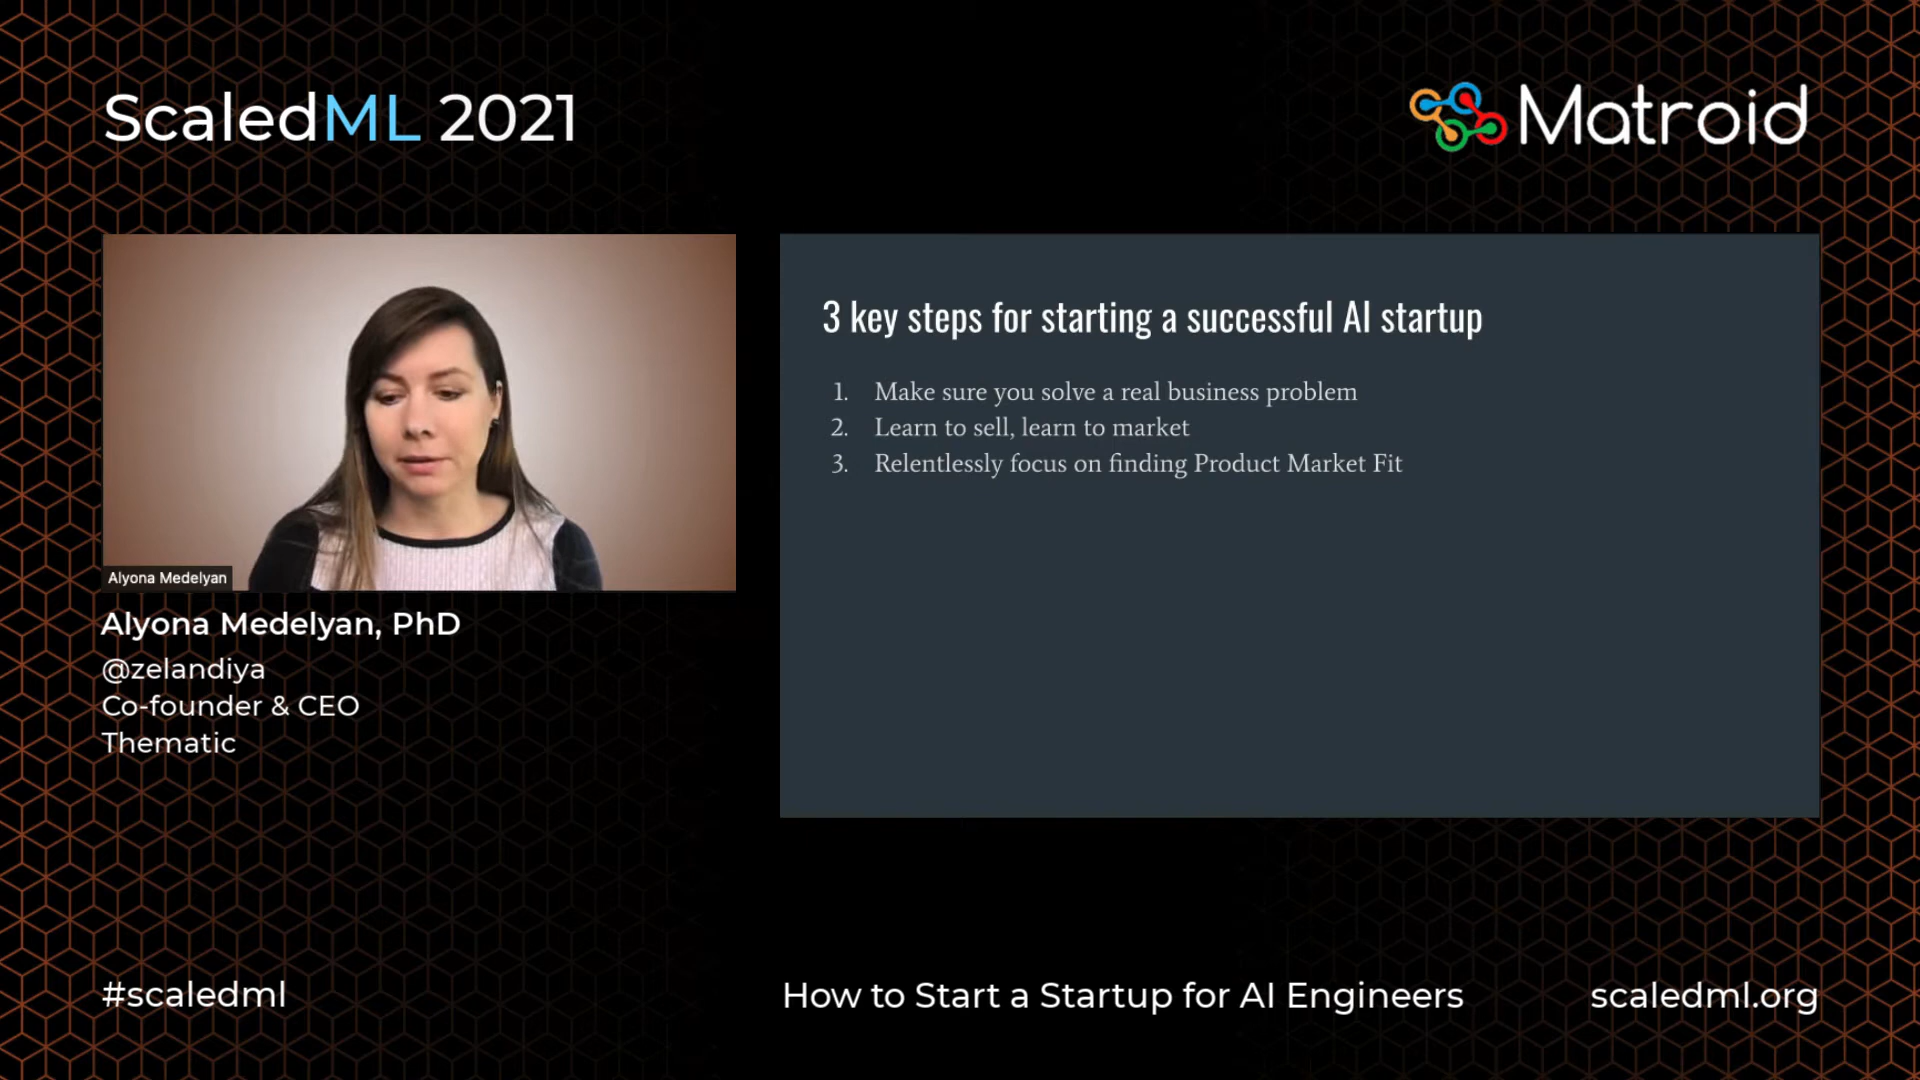 ScaledML 2021
Matroid
Alyona Medelyan
Alyona Medelyan, PhD
@zelandiya
Co-founder & CEO
Thematic
3 key steps for starting a successful AI startup
1. Make sure you solve a real business problem
2. Learn to sell, learn to market
3. Relentlessly focus on finding Product Market Fit
#scaledml
How to Start a Startup for AI Engineers
scaledml.org